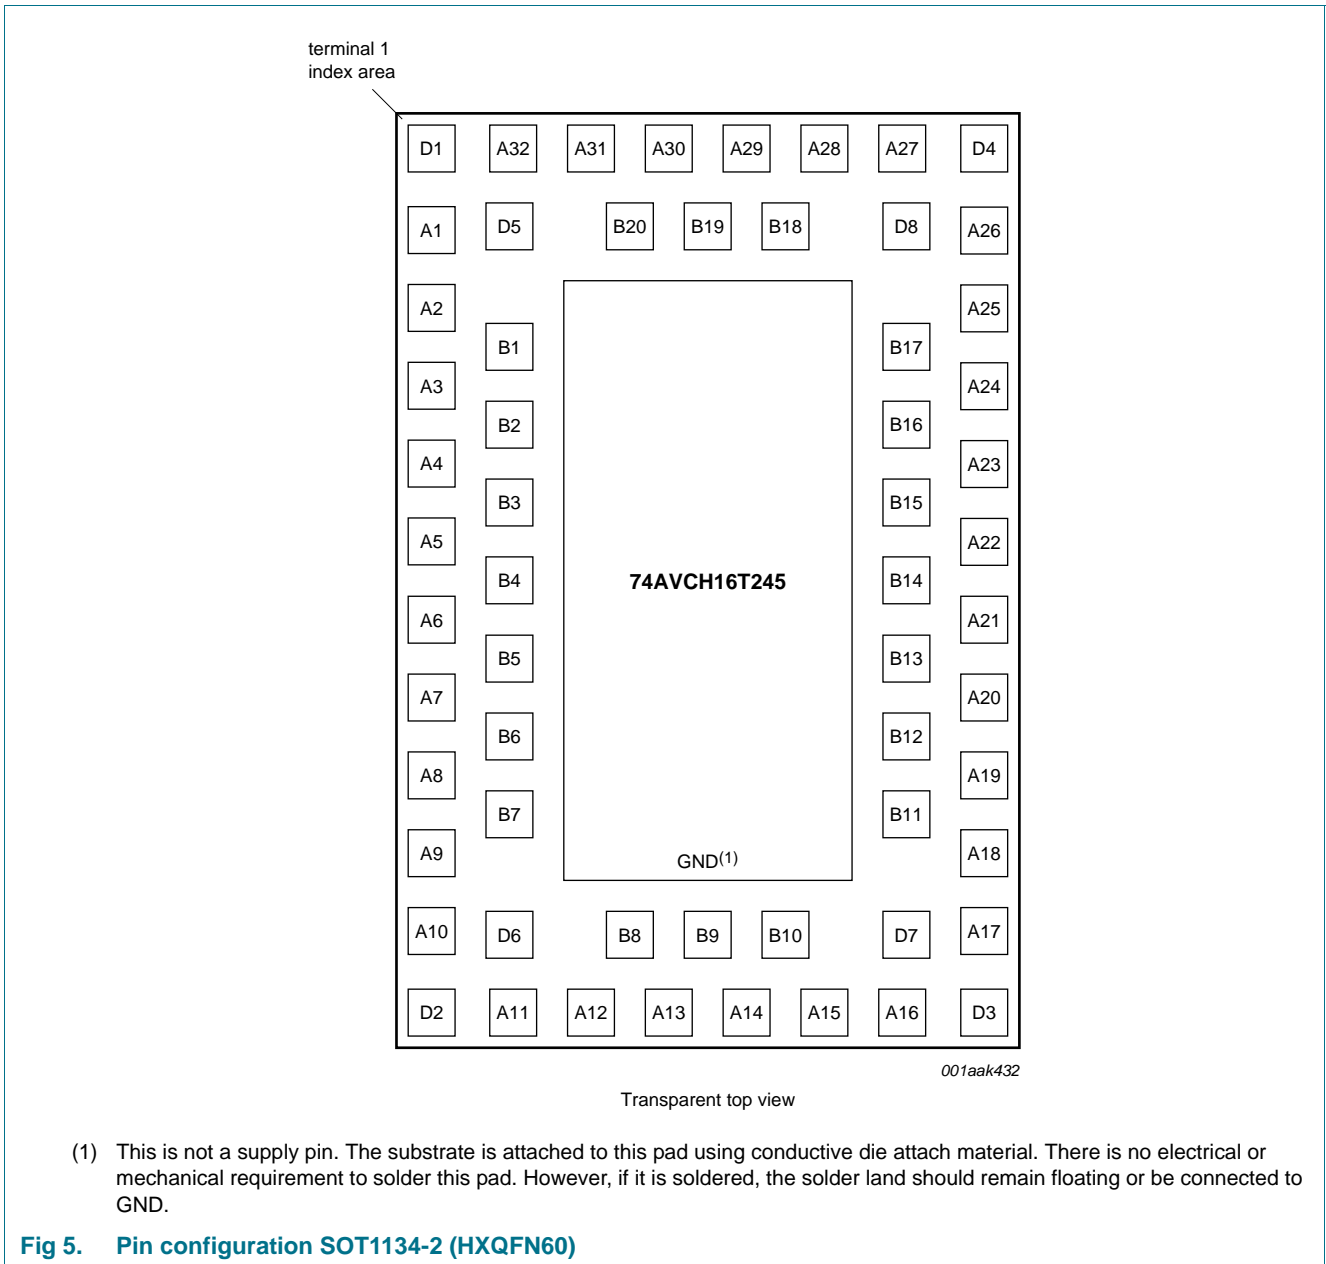 terminal 1
index area
D1 A32 A31 A30 A29 A28 A27 D4
A1 D5 B20 B19 B18 D8 A26
A2 A25
B1 B17
A3 A24
B2 B16
A4 A23
B3 B15
A5 A22
B4 74AVCH16T245 B14
A6 A21
B5 B13
A7 A20
B6 B12
A8 A19
B7 B11
A9 GND(1) A18
A10 D6 B8 B9 B10 D7 A17
D2 A11 A12 A13 A14 A15 A16 D3
001aak432
Transparent top view
(1) This is not a supply pin. The substrate is attached to this pad using conductive die attach material. There is no electrical or
mechanical requirement to solder this pad. However, if it is soldered, the solder land should remain floating or be connected to
GND.
Fig 5. Pin configuration SOT1134-2 (HXQFN60)